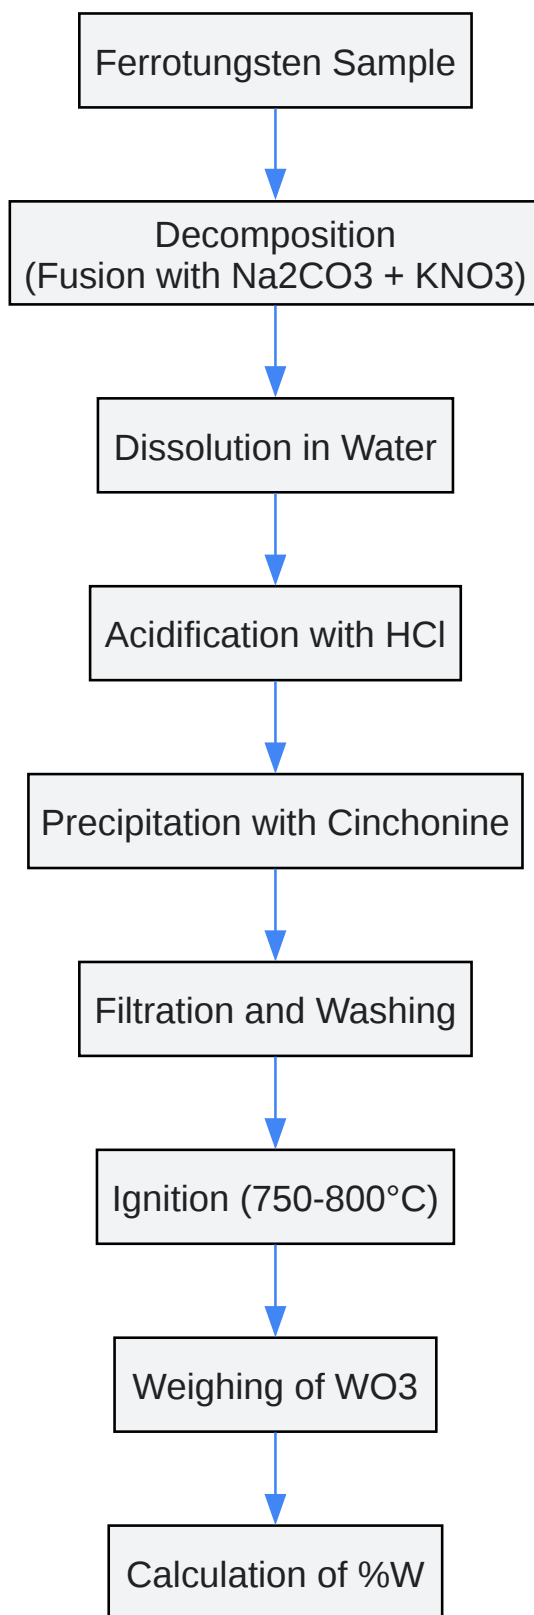 Ferrotungsten Sample
Decomposition
(Fusion with Na2CO3 + KNO3)
Dissolution in Water
Acidification with HCl
Precipitation with Cinchonine
Filtration and Washing
Ignition (750-800°C)
Weighing of WO3
Calculation of %W